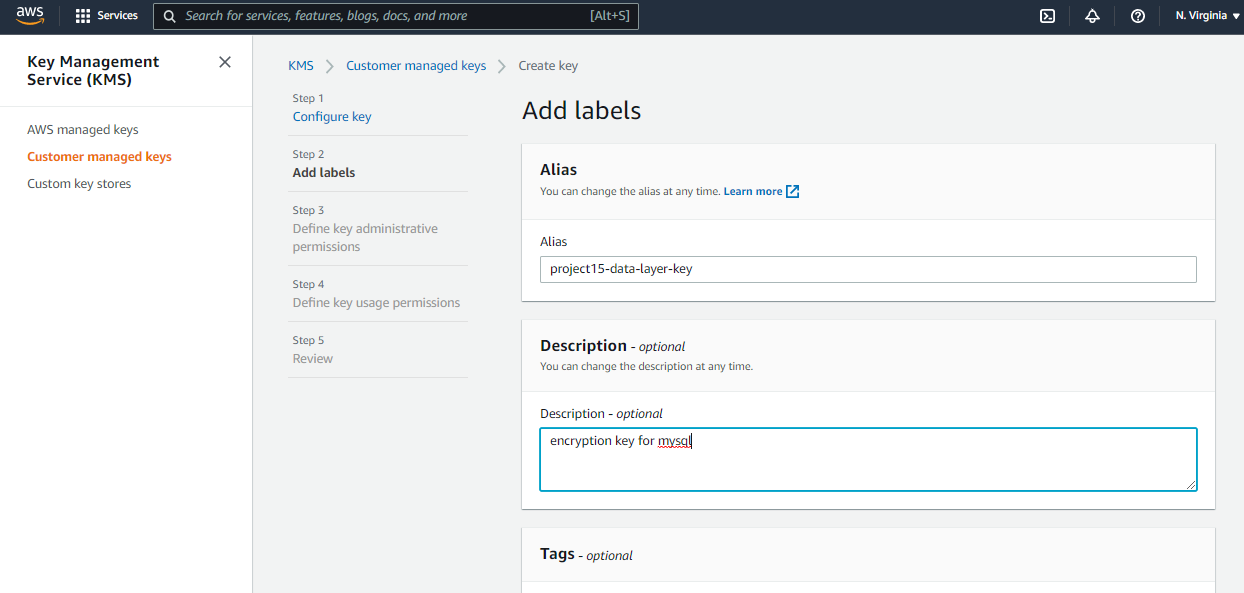 aws Services Search for services, features, blogs, docs, and more [Alt+S] N. Virginia
Key Management
Service (KMS)
AWS managed keys
Customer managed keys
Custom key stores
KMS Customer managed keys Create key
Step 1
Configure key
Step 2
Add labels
Step 3
Define key administrative
permissions
Step 4
Define key usage permissions
Step 5
Review
Add labels
Alias
You can change the alias at any time. Learn more
Alias
project15-data-layer-key
Description - optional
You can change the description at any time.
Description - optional
encryption key for mysql
Tags - optional